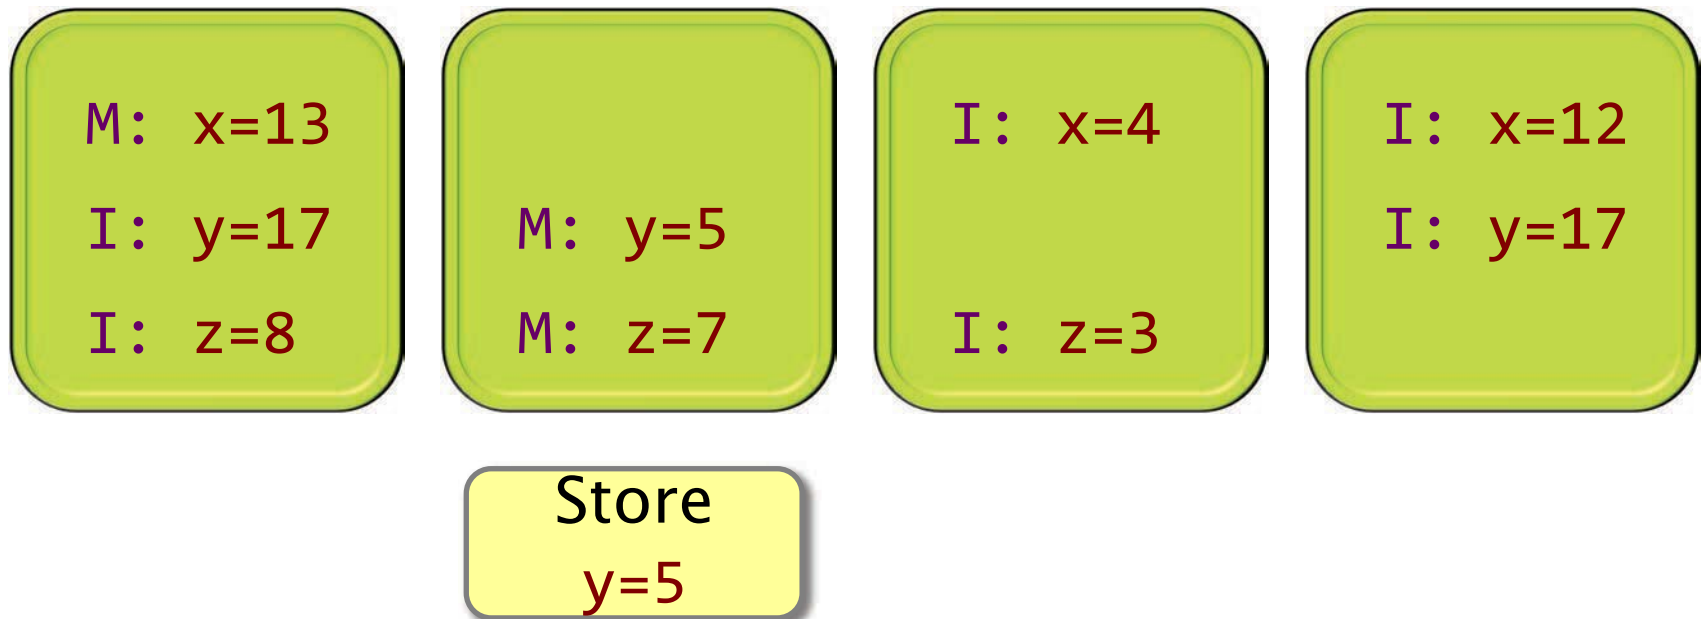 M: x=13
I: y=17
I: z=8
M: y=5
M: z=7
I: x=4
I: z=3
I: x=12
I: y=17
Store
y=5